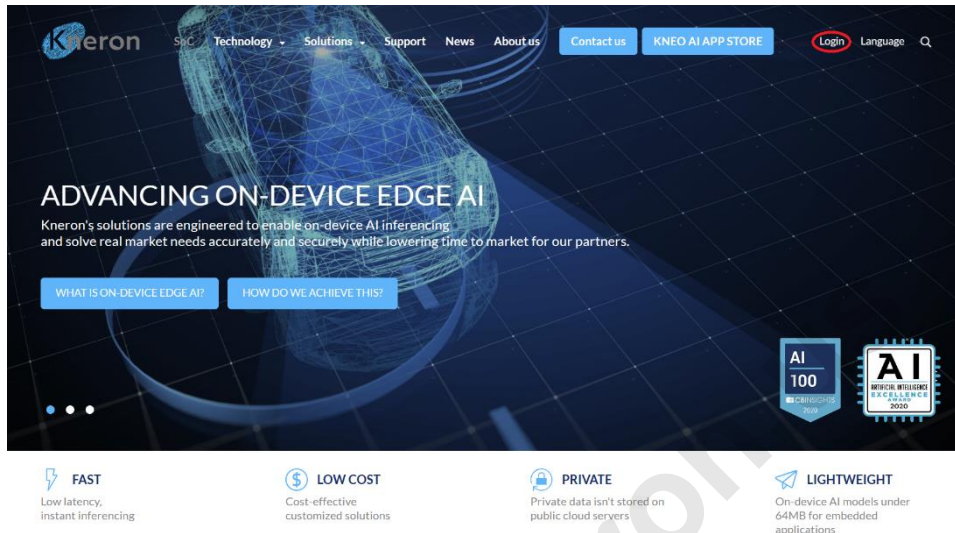 Kneron SoC Technology Solutions Support News About us Contact us KNEO AI APP STORE Login Language
ADVANCING ON-DEVICE EDGE AI
Kneron's solutions are engineered to enable on-device AI inferencing
and solve real market needs accurately and securely while lowering time to market for our partners.
WHAT IS ON-DEVICE EDGE AI? HOW DO WE ACHIEVE THIS?
AI
100
CBINSIGHTS
2020
AI
ARTIFICIAL INTELLIGENCE
EXCELLENCE
AWARD
2020
FAST
Low latency,
instant inferencing
$ LOW COST
Cost-effective
customized solutions
PRIVATE
Private data isn't stored on
public cloud servers
LIGHTWEIGHT
On-device AI models under
64MB for embedded
applications